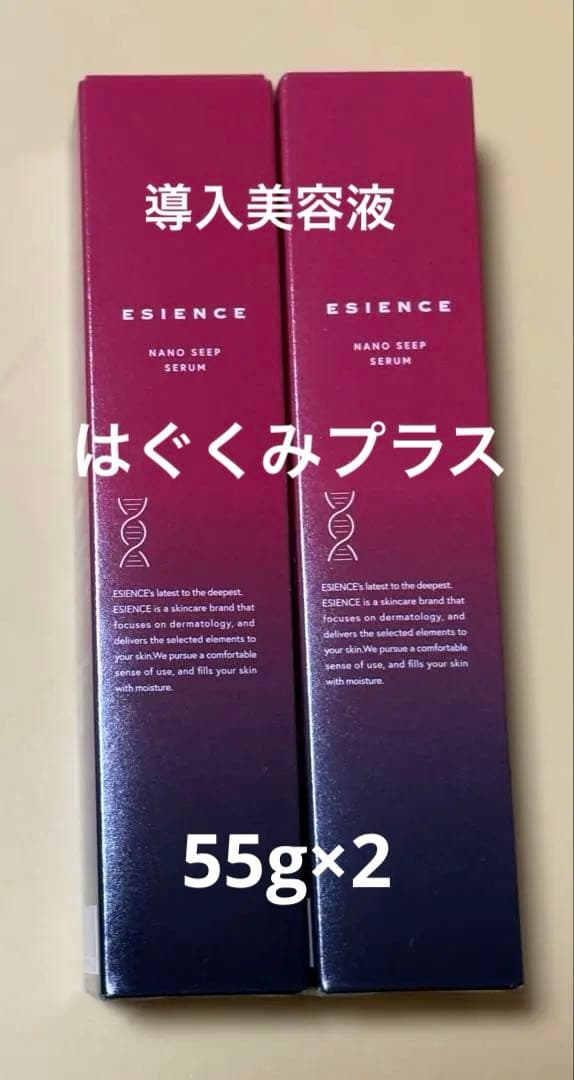 導入美容液
ESIENCE
NANO SEEP
SERUM
ESIENCE
NANO SEEP
SERUM
はぐくみプラス
ESIENCE's latest to the deepest.
ESIENCE is a skincare brand that
focuses on dermatology, and
delivers the selected elements to
your skin.We pursue a comfortable
sense of use, and fills your skin
with moisture.
ESIENCE's latest to the deepest.
ESIENCE is a skincare brand that
focuses on dermatology, and
delivers the selected elements to
your skin.We pursue a comfortable
sense of use, and fills your skin
with moisture.
55g×2